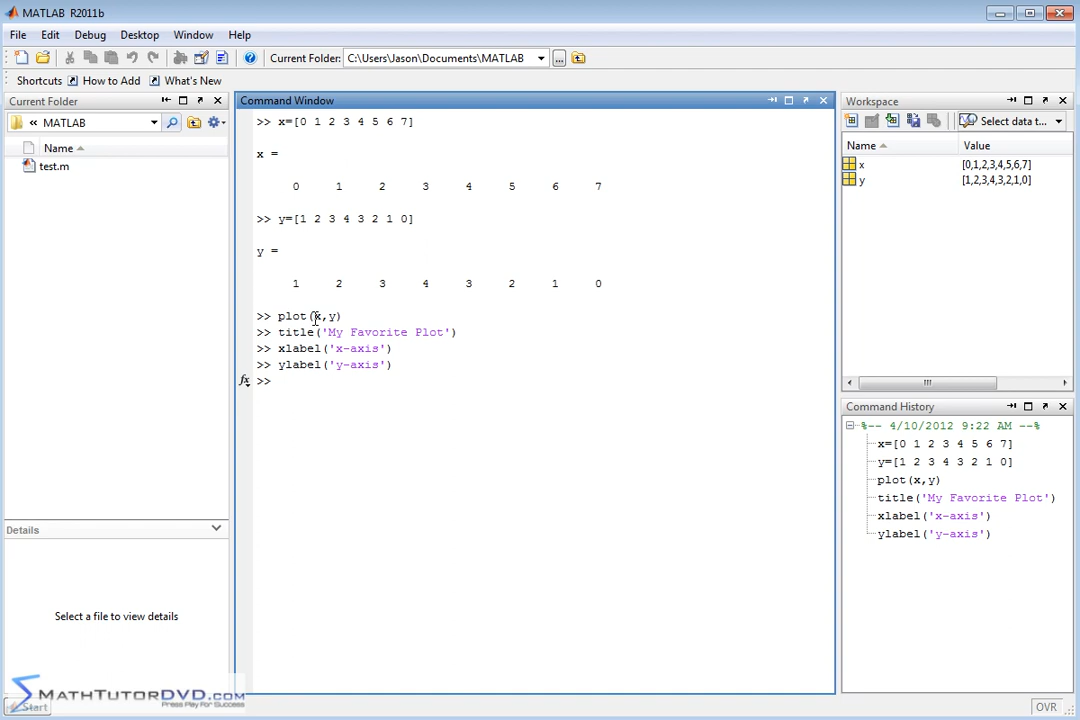 MATLAB R2011b
File Edit Debug Desktop Window Help
Current Folder: C:\Users\Jason\Documents\MATLAB ...
Shortcuts How to Add What's New
Current Folder
« MATLAB
Name
test.m
Details
Select a file to view details
Command Window
>> x=[0 1 2 3 4 5 6 7]
x =
0 1 2 3 4 5 6 7
>> y=[1 2 3 4 3 2 1 0]
y =
1 2 3 4 3 2 1 0
>> plot(x,y)
>> title('My Favorite Plot')
>> xlabel('x-axis')
>> ylabel('y-axis')
fx >>
Workspace
Select data t...
Name Value
x [0,1,2,3,4,5,6,7]
y [1,2,3,4,3,2,1,0]
Command History
%-- 4/10/2012 9:22 AM --%
x=[0 1 2 3 4 5 6 7]
y=[1 2 3 4 3 2 1 0]
plot(x,y)
title('My Favorite Plot')
xlabel('x-axis')
ylabel('y-axis')
MATHTUTORDVD.COM
Press Play For Success
Start
OVR